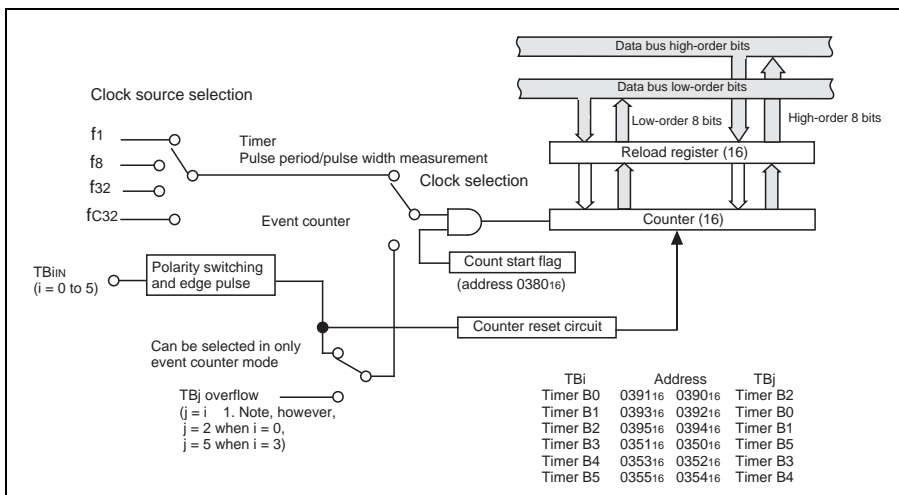 Data bus high-order bits
Data bus low-order bits
Clock source selection
Low-order 8 bits
High-order 8 bits
f1
f8
f32
fC32
Timer
Pulse period/pulse width measurement
Reload register (16)
Clock selection
Event counter
Counter (16)
Count start flag
(address 038016)
TBiIN
(i = 0 to 5)
Polarity switching
and edge pulse
Counter reset circuit
Can be selected in only
event counter mode
TBj overflow
(j = i   1. Note, however,
j = 2 when i = 0,
j = 5 when i = 3)
TBi Address TBj
Timer B0 039116 039016 Timer B2
Timer B1 039316 039216 Timer B0
Timer B2 039516 039416 Timer B1
Timer B3 035116 035016 Timer B5
Timer B4 035316 035216 Timer B3
Timer B5 035516 035416 Timer B4